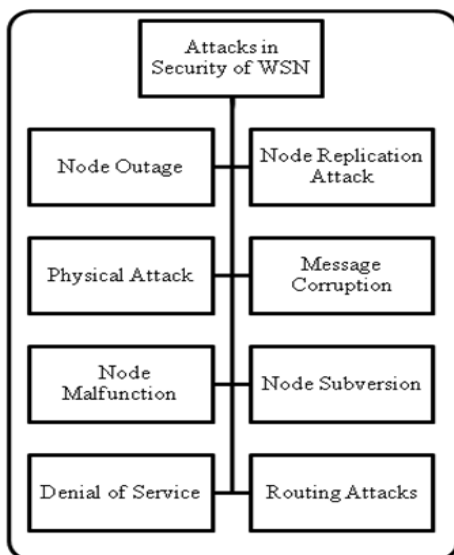 Attacks in
Security of WSN
Node Outage
Node Replication
Attack
Physical Attack
Message
Corruption
Node
Malfunction
Node Subversion
Denial of Service
Routing Attacks